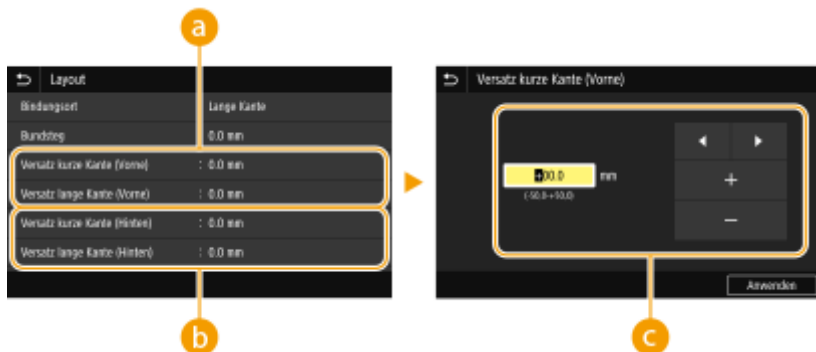 a
Layout
Bindungsort Lange Kante
Bundsteg 0.0 mm
Versatz kurze Kante (Vorne) : 0.0 mm
Versatz lange Kante (Vorne) : 0.0 mm
Versatz kurze Kante (Hinten) : 0.0 mm
Versatz lange Kante (Hinten) : 0.0 mm
b
Versatz kurze Kante (Vorne)
+00.0 mm
(-50.0-+50.0)
+
−
Anwenden
c